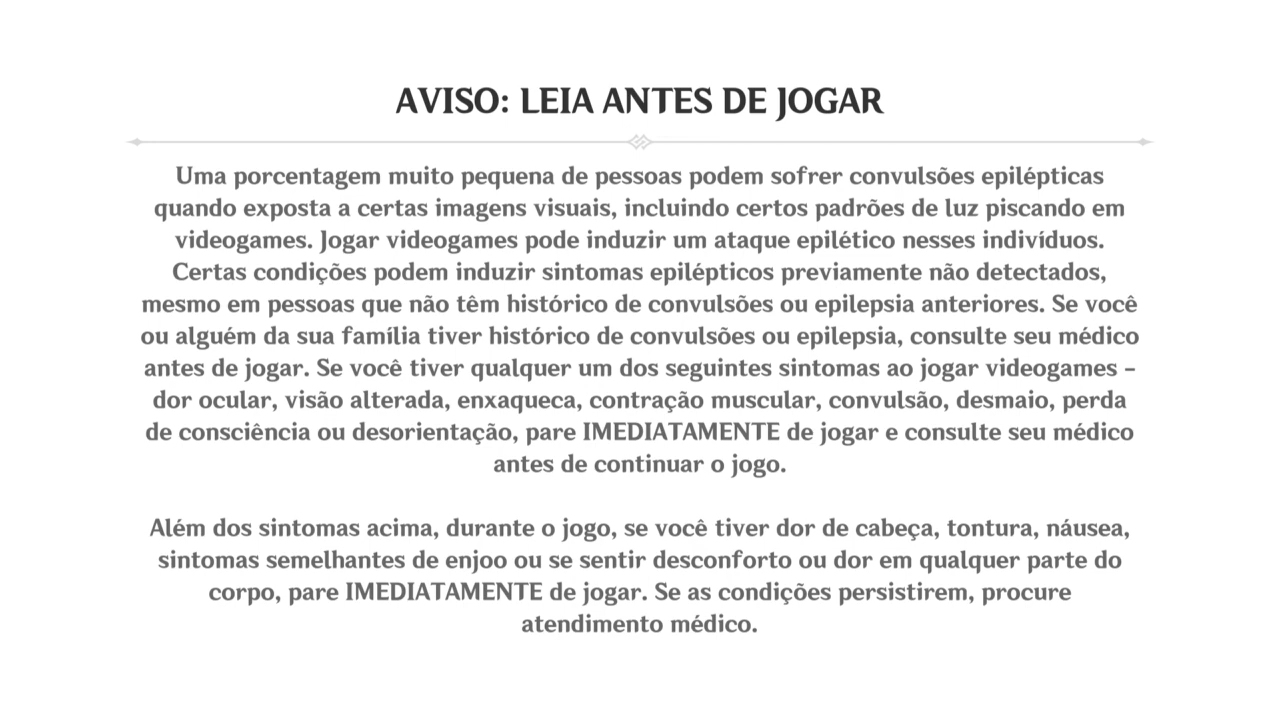 AVISO: LEIA ANTES DE JOGAR
Uma porcentagem muito pequena de pessoas podem sofrer convulsões epilépticas
quando exposta a certas imagens visuais, incluindo certos padrões de luz piscando em
videogames. Jogar videogames pode induzir um ataque epilético nesses indivíduos.
Certas condições podem induzir sintomas epilépticos previamente não detectados,
mesmo em pessoas que não têm histórico de convulsões ou epilepsia anteriores. Se você
ou alguém da sua família tiver histórico de convulsões ou epilepsia, consulte seu médico
antes de jogar. Se você tiver qualquer um dos seguintes sintomas ao jogar videogames –
dor ocular, visão alterada, enxaqueca, contração muscular, convulsão, desmaio, perda
de consciência ou desorientação, pare IMEDIATAMENTE de jogar e consulte seu médico
antes de continuar o jogo.
Além dos sintomas acima, durante o jogo, se você tiver dor de cabeça, tontura, náusea,
sintomas semelhantes de enjoo ou se sentir desconforto ou dor em qualquer parte do
corpo, pare IMEDIATAMENTE de jogar. Se as condições persistirem, procure
atendimento médico.